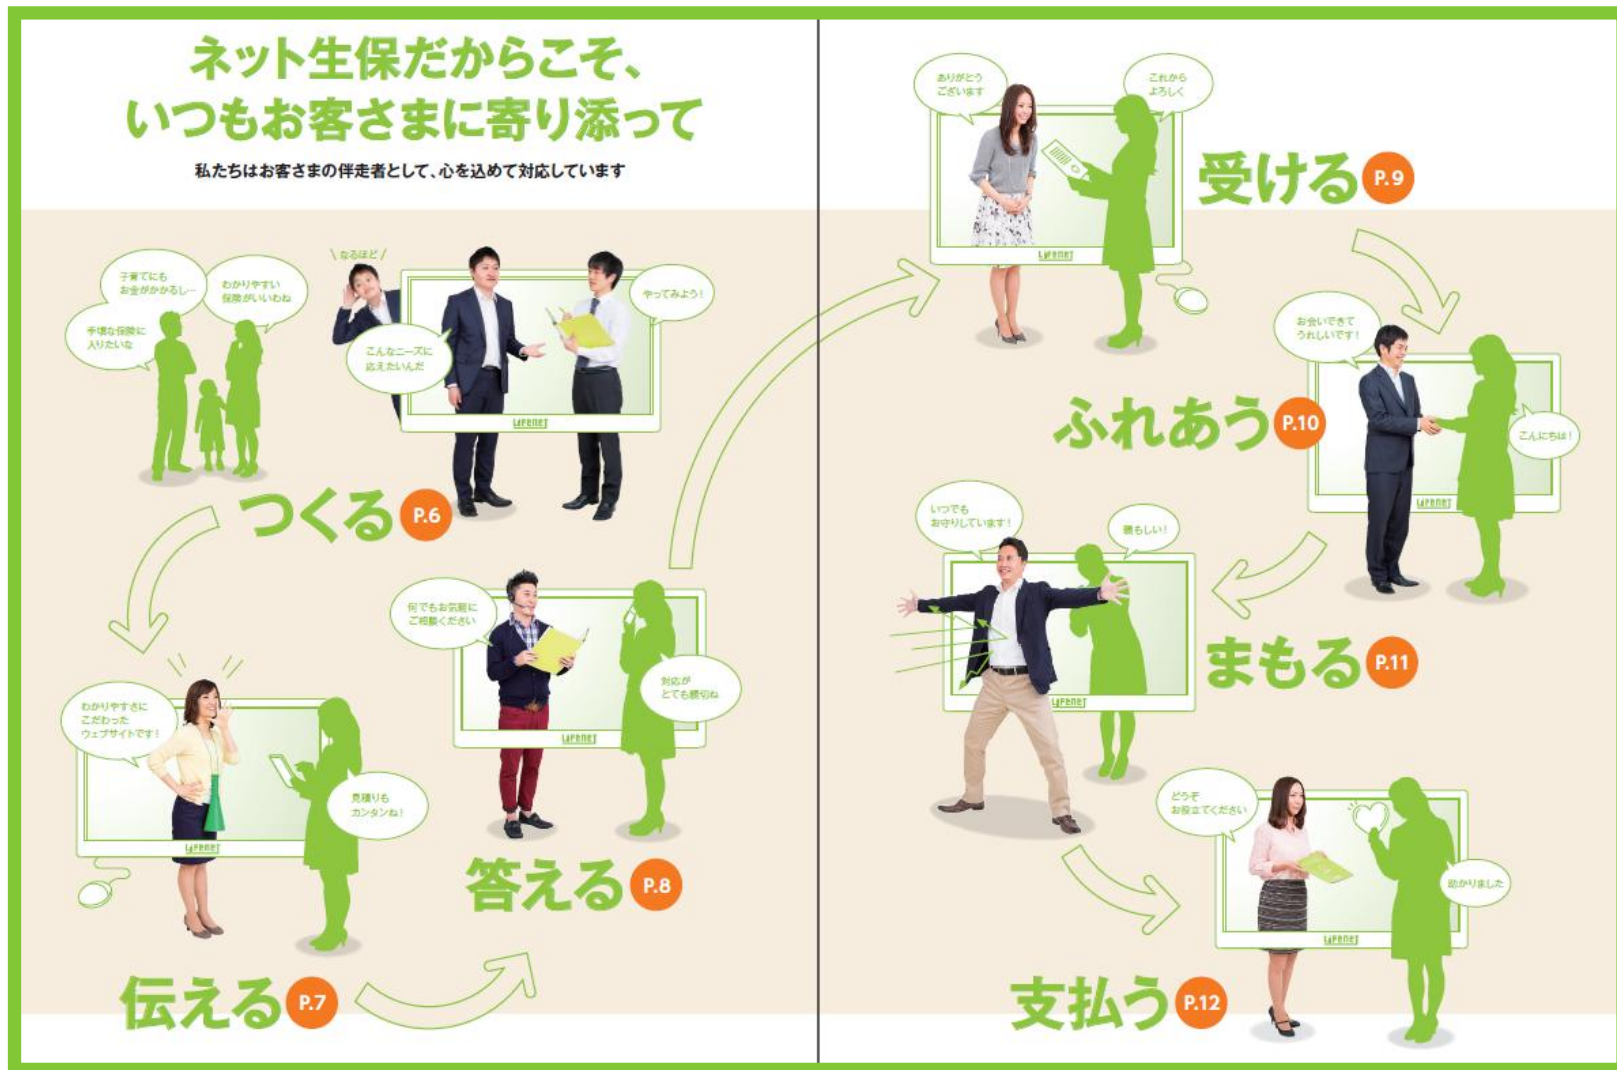 ネット生保だからこそ、
いつもお客さまに寄り添って
私たちはお客さまの伴走者として、心を込めて対応しています
子育てにも
お金がかかるし…
わかりやすい
保険がいいわね
手頃な保険に
入りたいな
なるほど
こんなニーズに
応えたいんだ
やってみよう!
LIFENET
つくる P.6
わかりやすさに
こだわった
ウェブサイトです!
見積りも
カンタンね!
LIFENET
伝える P.7
何でもお気軽に
ご相談ください
対応が
とても親切ね
LIFENET
答える P.8
ありがとう
ございます
これから
よろしく
LIFENET
受ける P.9
お会いできて
うれしいです!
こんにちは!
LIFENET
ふれあう P.10
いつでも
お守りしています!
頼もしい!
LIFENET
まもる P.11
どうぞ
お役立てください
助かりました
LIFENET
支払う P.12